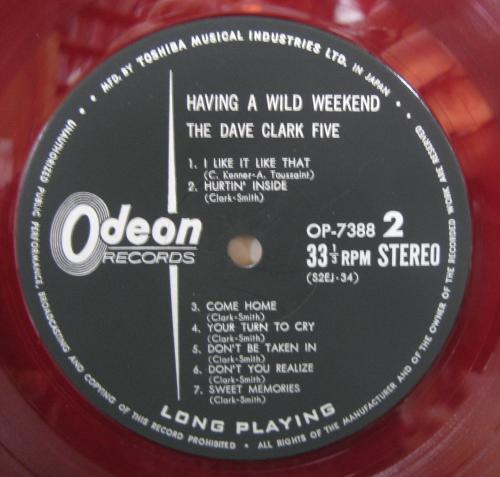 MFD. BY TOSHIBA MUSICAL INDUSTRIES LTD. IN JAPAN
HAVING A WILD WEEKEND
THE DAVE CLARK FIVE
1. I LIKE IT LIKE THAT
(C. Kenner-A. Toussaint)
2. HURTIN' INSIDE
(Clark-Smith)
Odeon
RECORDS
OP-7388 2
33⅓ RPM STEREO
(S2EJ-34)
3. COME HOME
(Clark-Smith)
4. YOUR TURN TO CRY
(Clark-Smith)
5. DON'T BE TAKEN IN
(Clark-Smith)
6. DON'T YOU REALIZE
(Clark-Smith)
7. SWEET MEMORIES
(Clark-Smith)
LONG PLAYING
UNAUTHORIZED PUBLIC PERFORMANCE, BROADCASTING AND COPYING OF THIS RECORD PROHIBITED • ALL RIGHTS OF THE MANUFACTURER AND OF THE OWNER OF THE RECORDED WORK ARE RESERVED